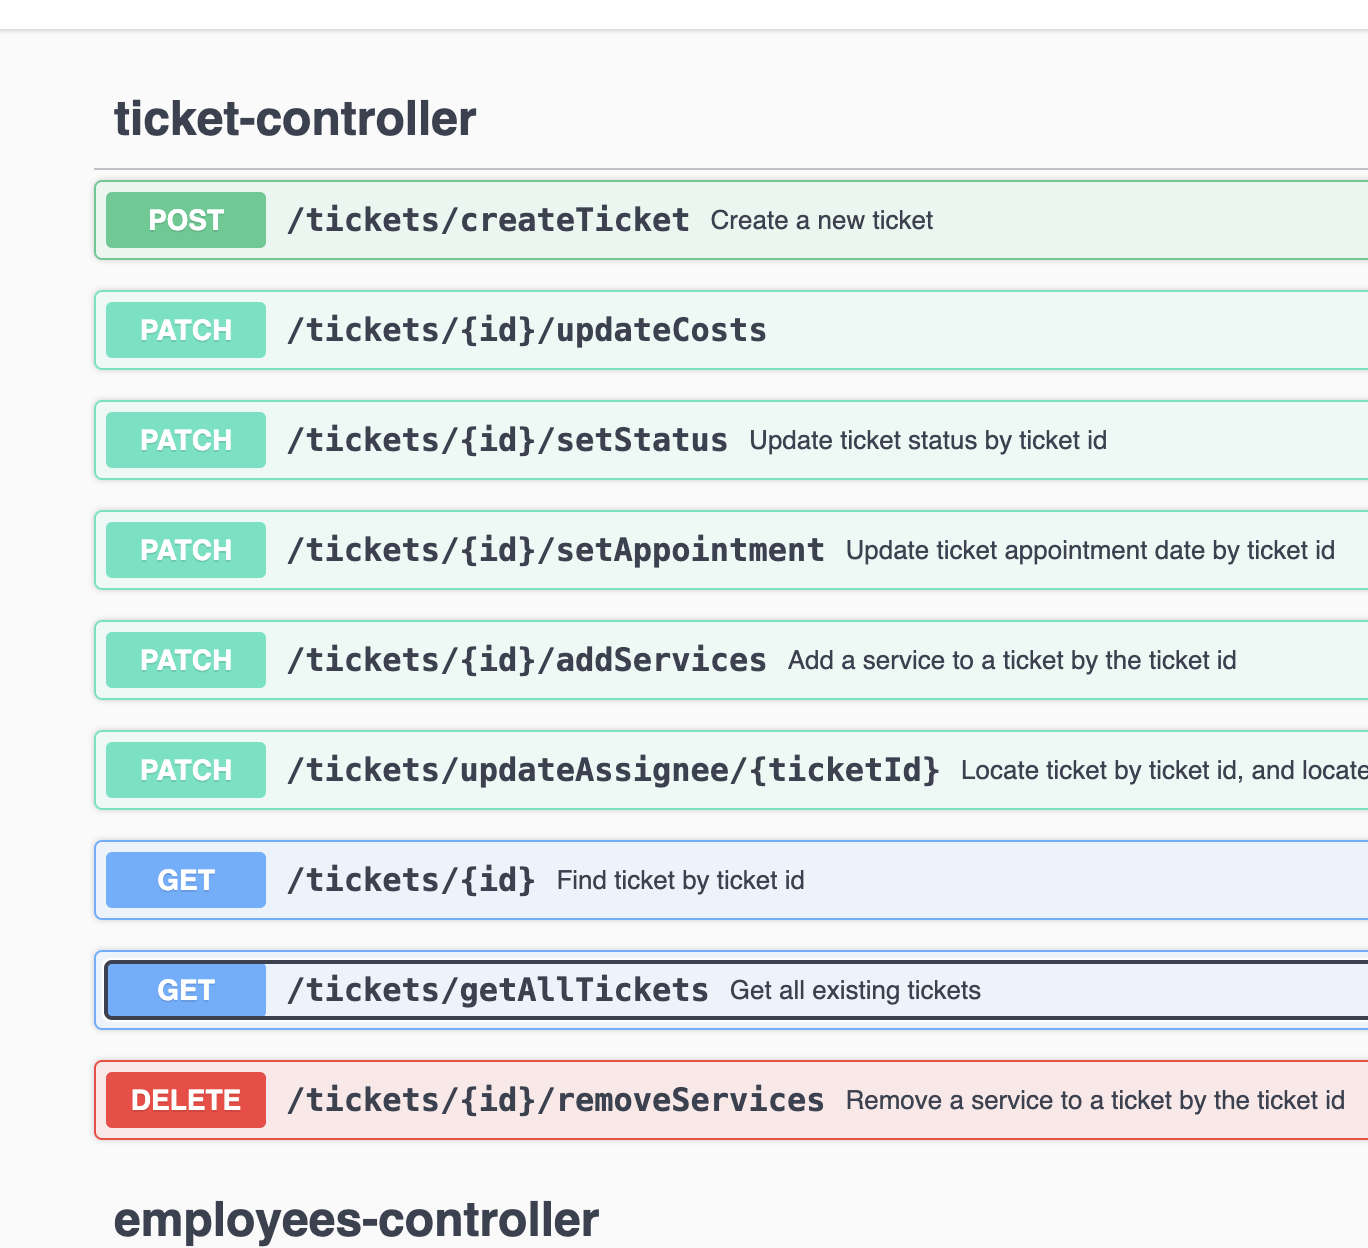 ticket-controller
POST /tickets/createTicket Create a new ticket
PATCH /tickets/{id}/updateCosts
PATCH /tickets/{id}/setStatus Update ticket status by ticket id
PATCH /tickets/{id}/setAppointment Update ticket appointment date by ticket id
PATCH /tickets/{id}/addServices Add a service to a ticket by the ticket id
PATCH /tickets/updateAssignee/{ticketId} Locate ticket by ticket id, and locate
GET /tickets/{id} Find ticket by ticket id
GET /tickets/getAllTickets Get all existing tickets
DELETE /tickets/{id}/removeServices Remove a service to a ticket by the ticket id
employees-controller